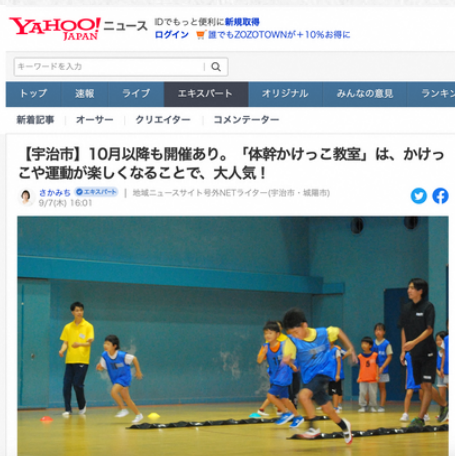 YAHOO! JAPAN ニュース
IDでもっと便利に新規取得
ログイン 誰でもZOZOTOWNが+10%お得に
キーワードを入力
トップ 速報 ライブ エキスパート オリジナル みんなの意見 ランキン
新着記事 オーサー クリエイター コメンテーター
【宇治市】10月以降も開催あり。「体幹かけっこ教室」は、かけっ
こや運動が楽しくなることで、大人気！
さかみち エキスパート | 地域ニュースサイト号外NETライター(宇治市・城陽市)
9/7(木) 16:01